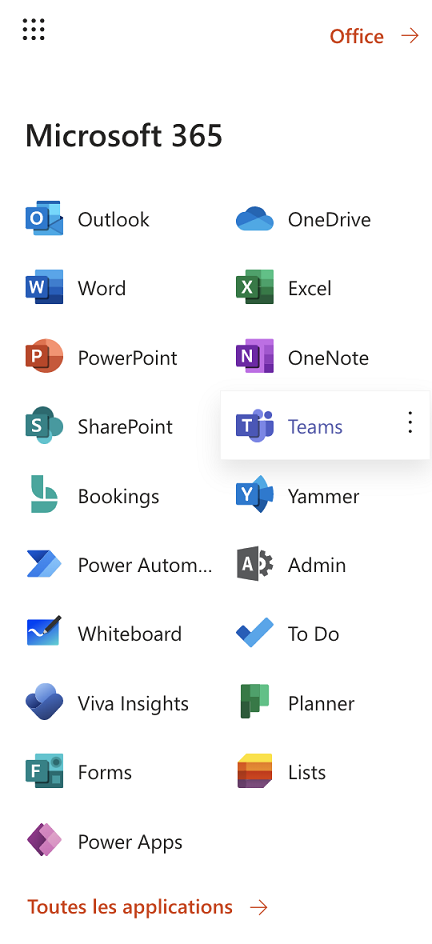 Office
Microsoft 365
Outlook
OneDrive
Word
Excel
PowerPoint
OneNote
SharePoint
Teams
Bookings
Yammer
Power Autom...
Admin
Whiteboard
To Do
Viva Insights
Planner
Forms
Lists
Power Apps
Toutes les applications